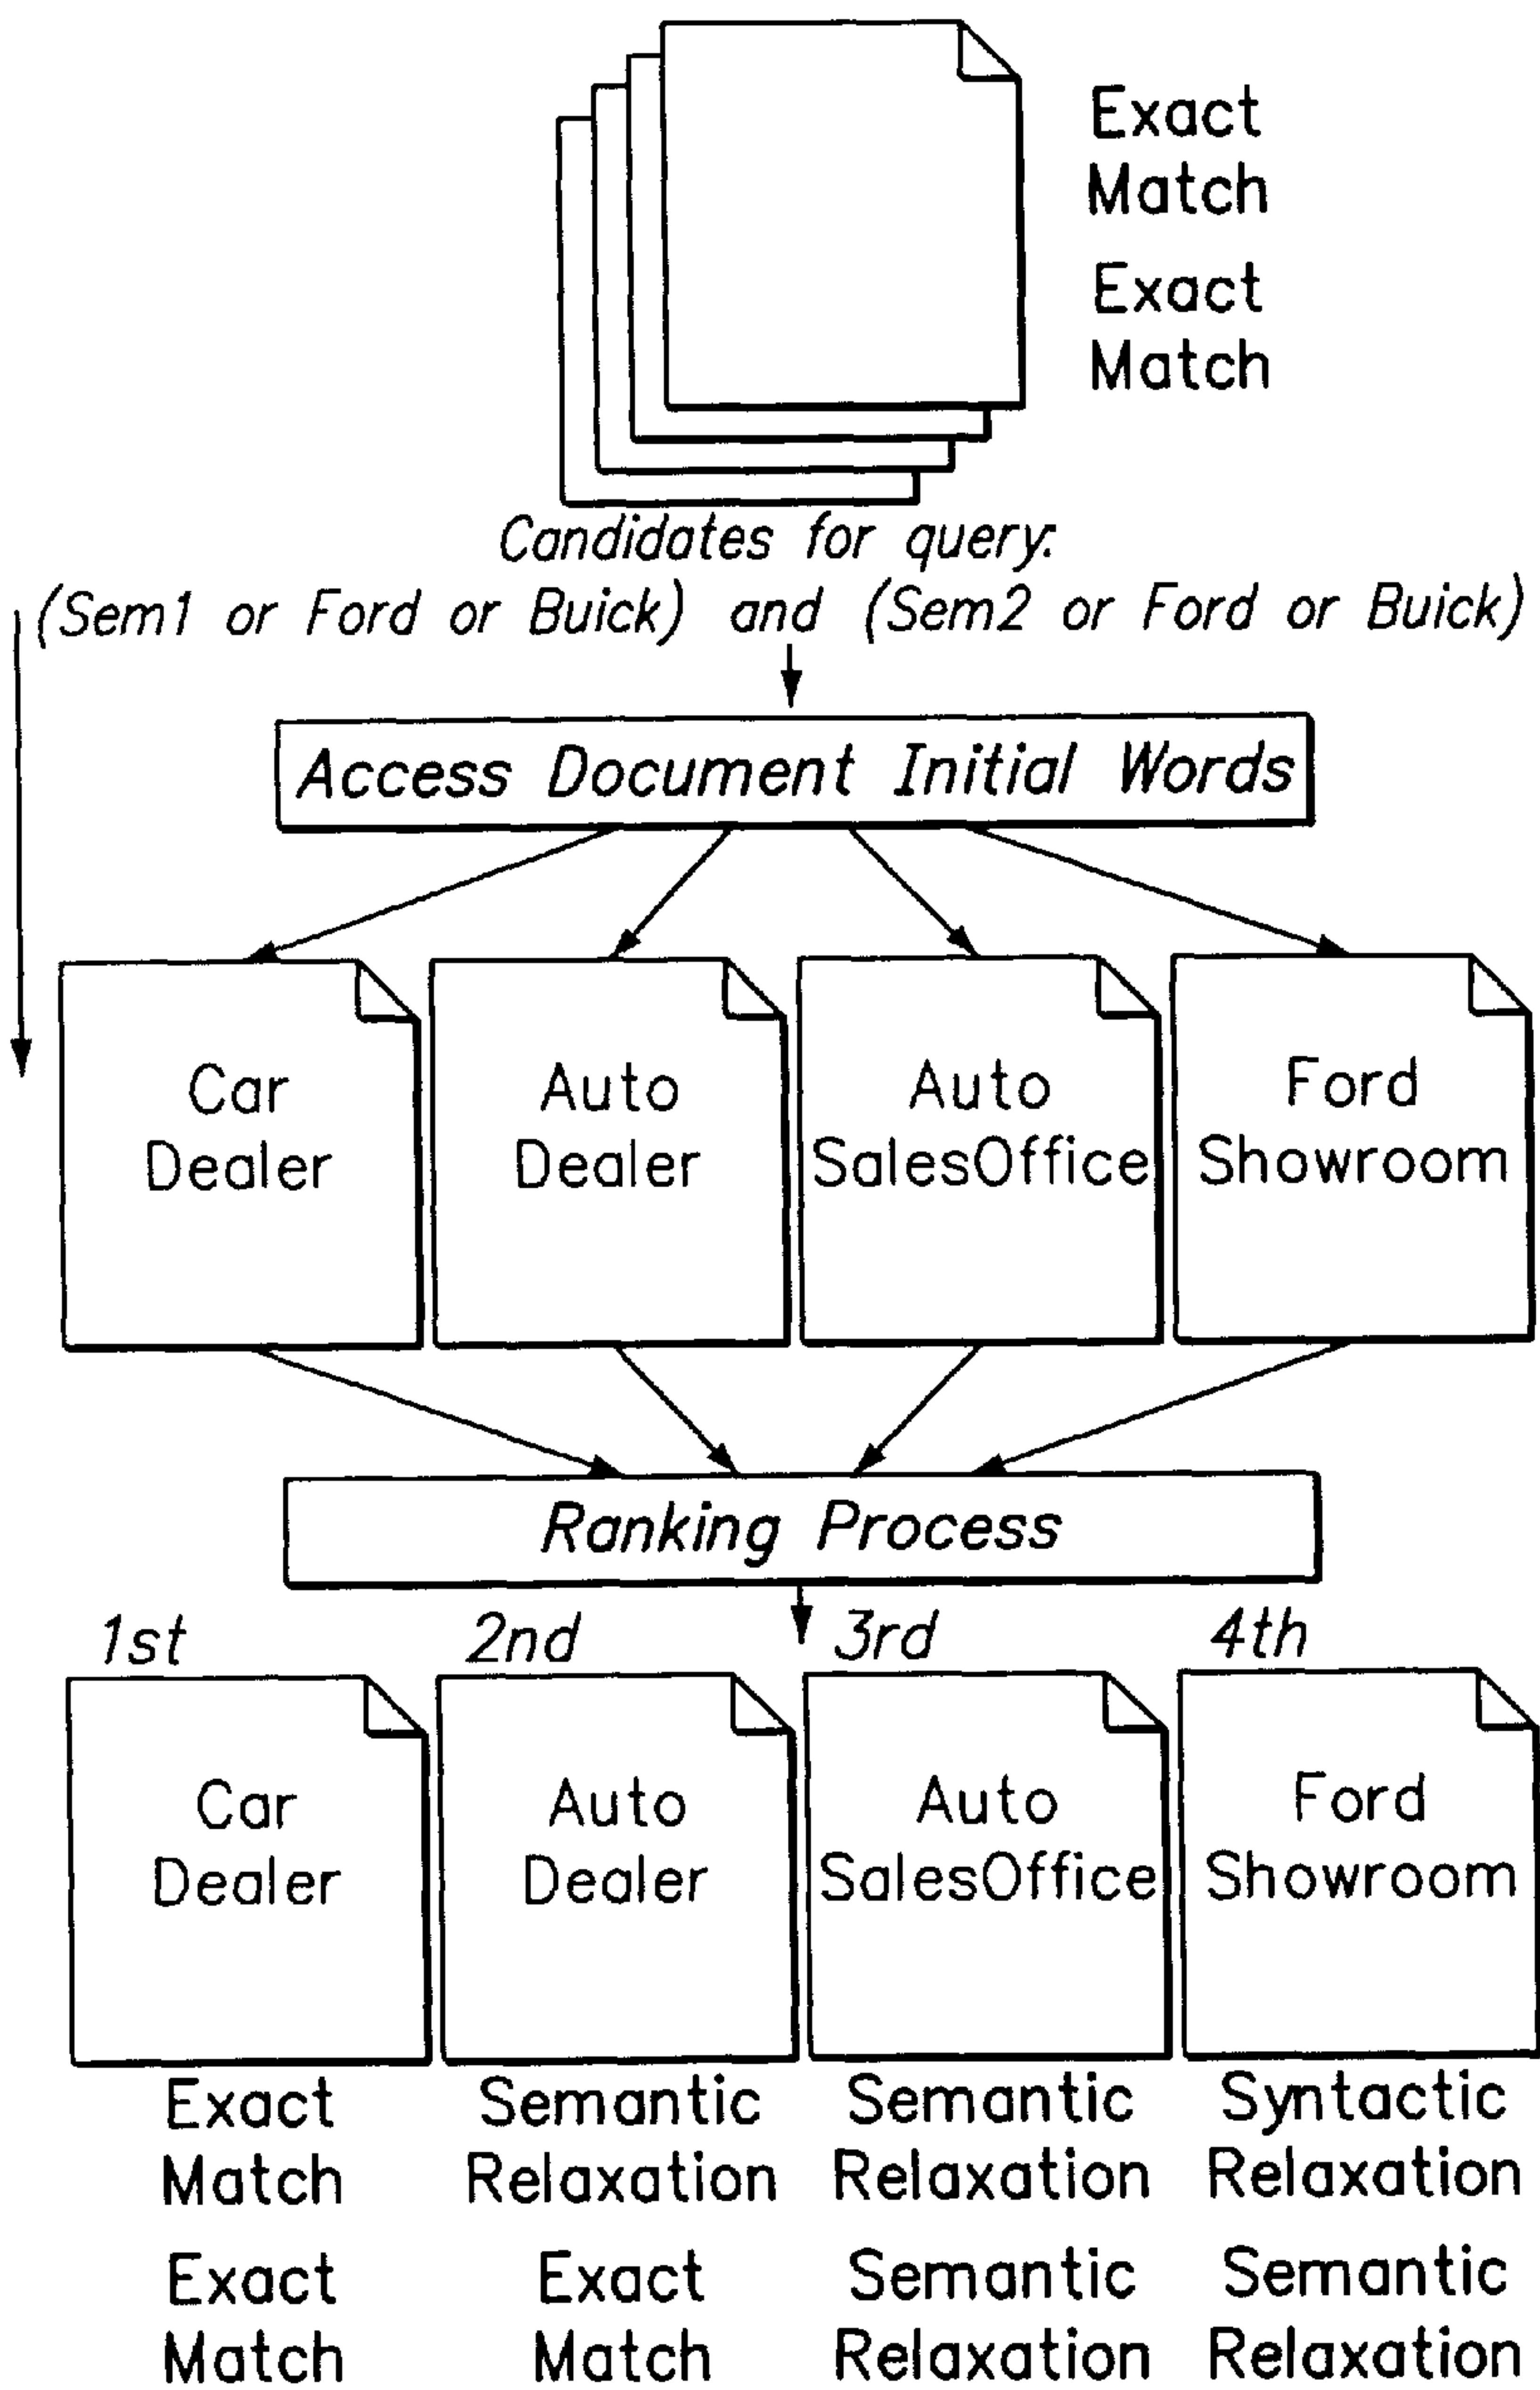 Exact
Match
Exact
Match
Candidates for query:
(Sem1 or Ford or Buick) and (Sem2 or Ford or Buick)
Access Document Initial Words
Car
Dealer
Auto
Dealer
Auto
SalesOffice
Ford
Showroom
Ranking Process
1st
2nd
3rd
4th
Car
Dealer
Auto
Dealer
Auto
SalesOffice
Ford
Showroom
Exact
Match
Semantic
Relaxation
Semantic
Relaxation
Syntactic
Relaxation
Exact
Match
Exact
Match
Semantic
Relaxation
Semantic
Relaxation